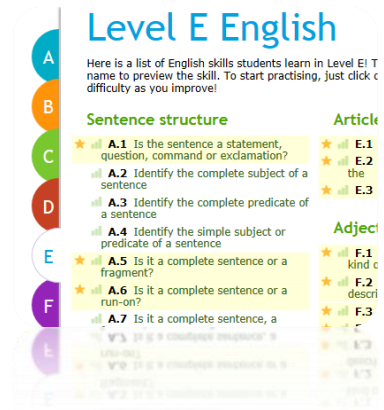 Level E English
Here is a list of English skills students learn in Level E! T
name to preview the skill. To start practising, just click
difficulty as you improve!
A
B
C
D
E
F
Sentence structure
A.1 Is the sentence a statement,
question, command or exclamation?
A.2 Identify the complete subject of a
sentence
A.3 Identify the complete predicate of
a sentence
A.4 Identify the simple subject or
predicate of a sentence
A.5 Is it a complete sentence or a
fragment?
A.6 Is it a complete sentence or a
run-on?
A.7 Is it a complete sentence, a
Article
E.1
E.2
the
E.3
Adject
F.1
kind
F.2
descri
F.3